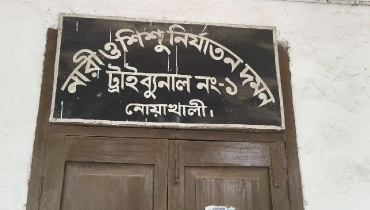 নারী ও শিশু নির্যাতন দমন
ট্রাইব্যুনাল নং-১
নোয়াখালী।